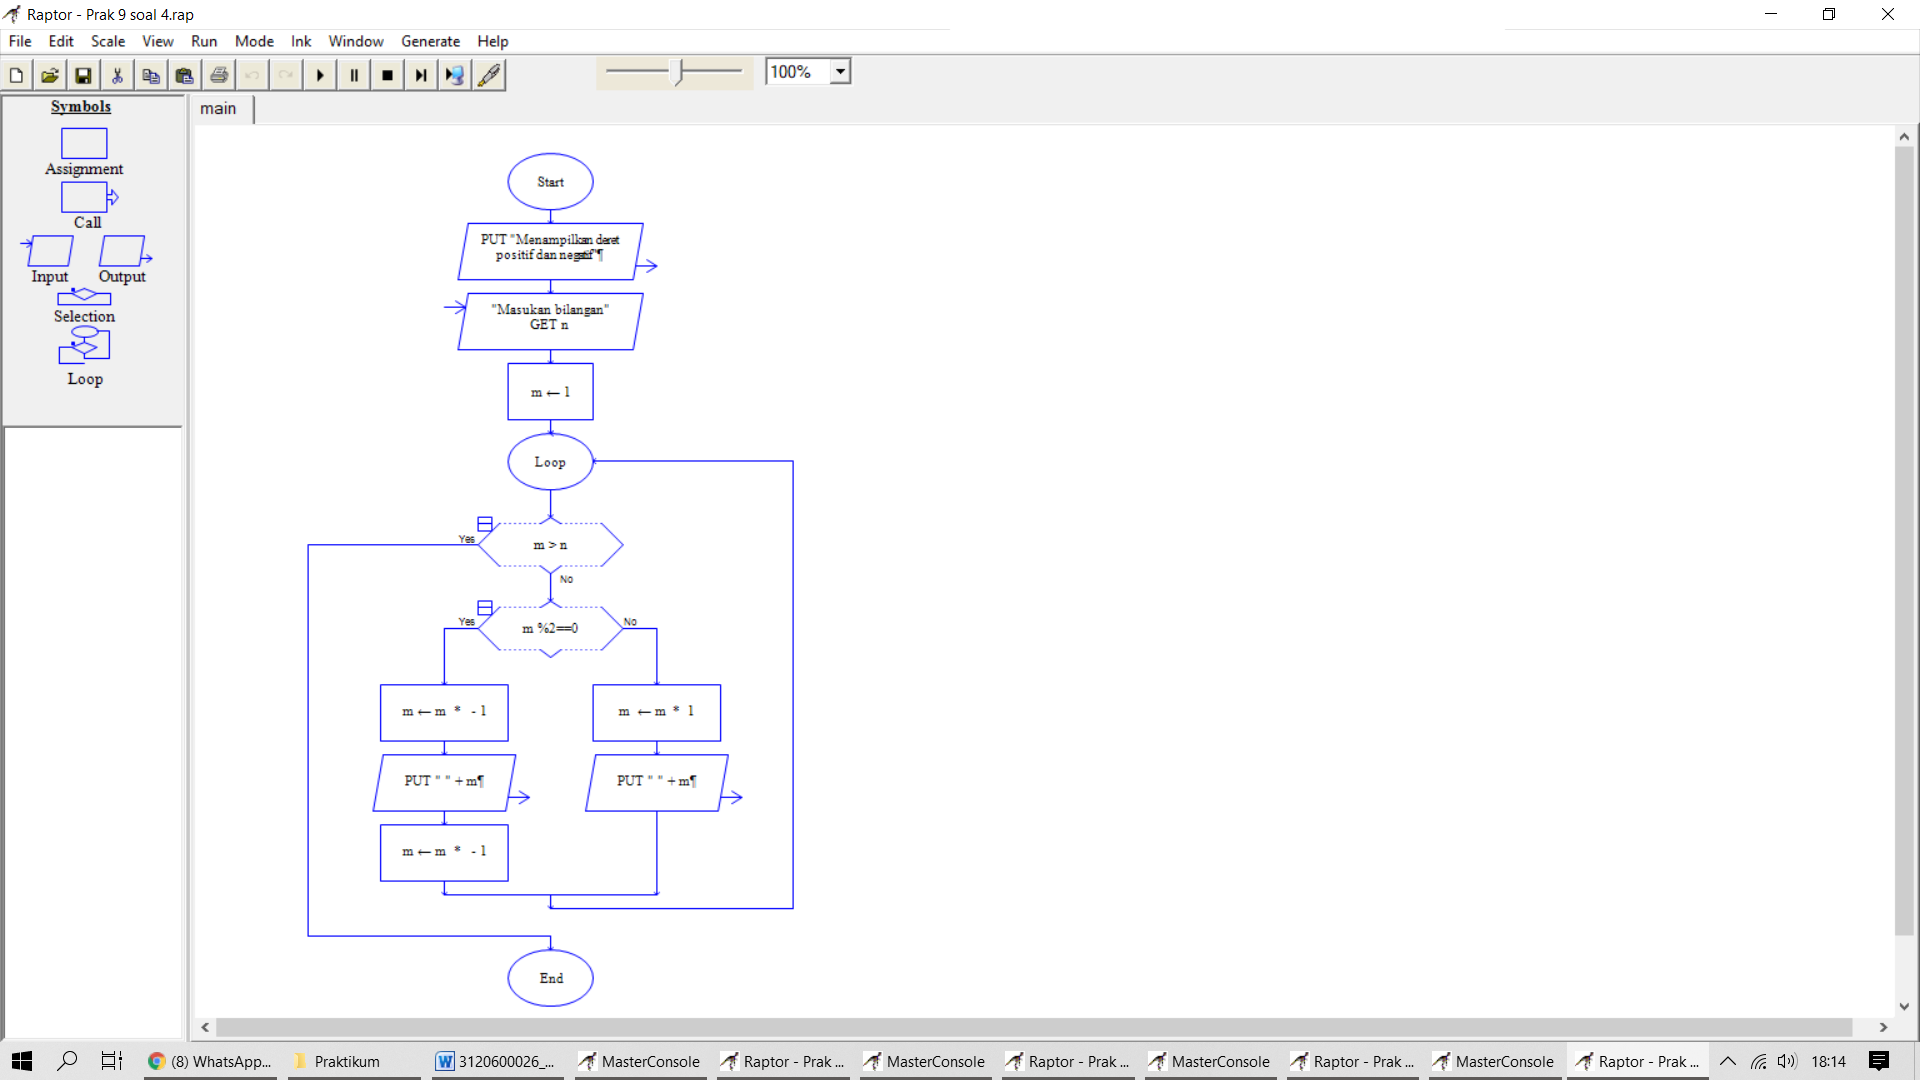 Raptor - Prak 9 soal 4.rap
File Edit Scale View Run Mode Ink Window Generate Help
100%
Symbols
Assignment
Call
Input Output
Selection
Loop
main
Start
PUT "Menampilkan deret
positif dan negatif"¶
"Masukan bilangan"
GET n
m ← 1
Loop
Yes
m > n
No
Yes
m %2==0
No
m ← m * - 1
m ← m * 1
PUT " " + m¶
PUT " " + m¶
m ← m * - 1
End
(8) WhatsApp...
Praktikum
3120600026_...
MasterConsole
Raptor - Prak ...
MasterConsole
Raptor - Prak ...
MasterConsole
Raptor - Prak ...
MasterConsole
Raptor - Prak ...
18:14